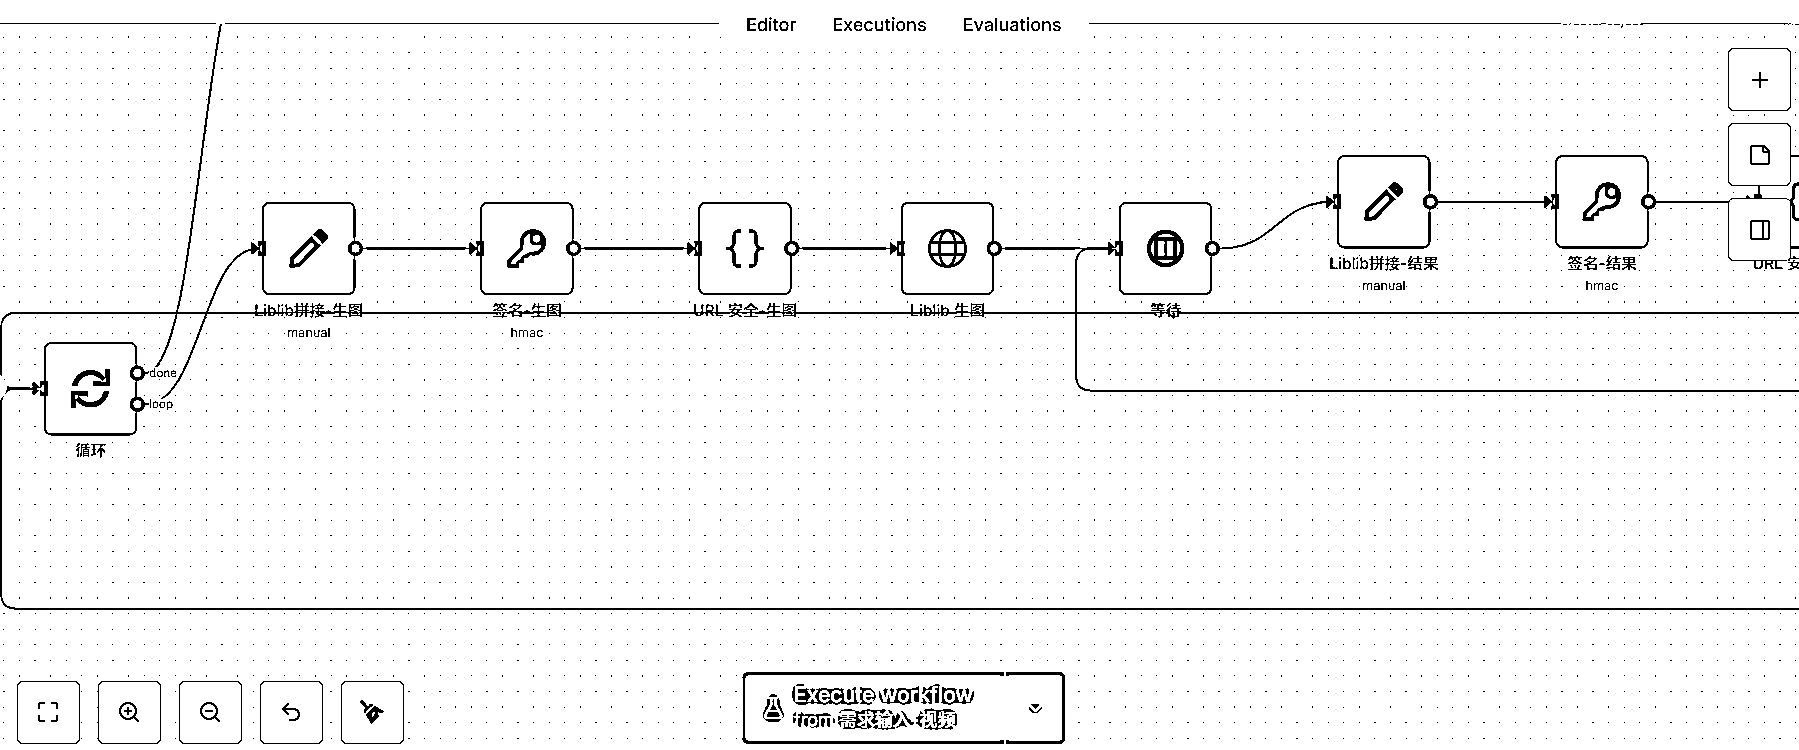 Editor Executions Evaluations
Liblib拼接-结果
manual
签名-结果
hmac
URL 安
Liblib拼接-生图
manual
签名-生图
hmac
URL 安全-生图
Liblib 生图
等待
done
loop
循环
Execute workflow
from 需求输入-视频